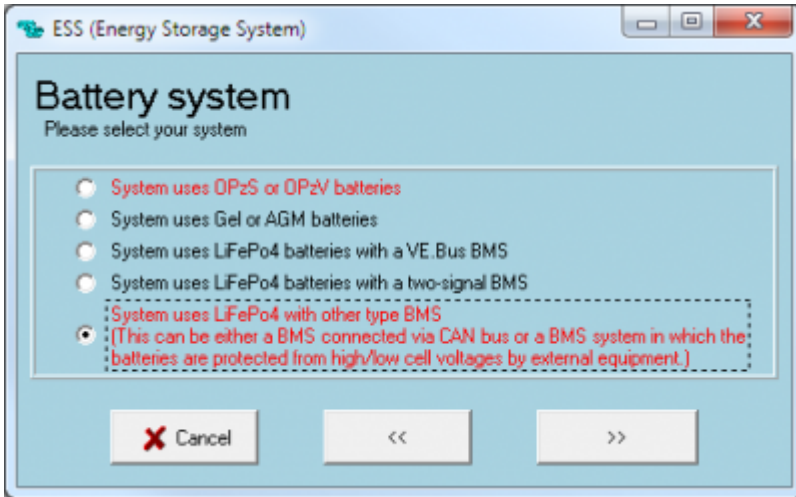 ESS (Energy Storage System)
Battery system
Please select your system
System uses OPzS or OPzV batteries
System uses Gel or AGM batteries
System uses LiFePo4 batteries with a VE.Bus BMS
System uses LiFePo4 batteries with a two-signal BMS
System uses LiFePo4 with other type BMS
(This can be either a BMS connected via CAN bus or a BMS system in which the
batteries are protected from high/low cell voltages by external equipment.)
Cancel
<<
>>